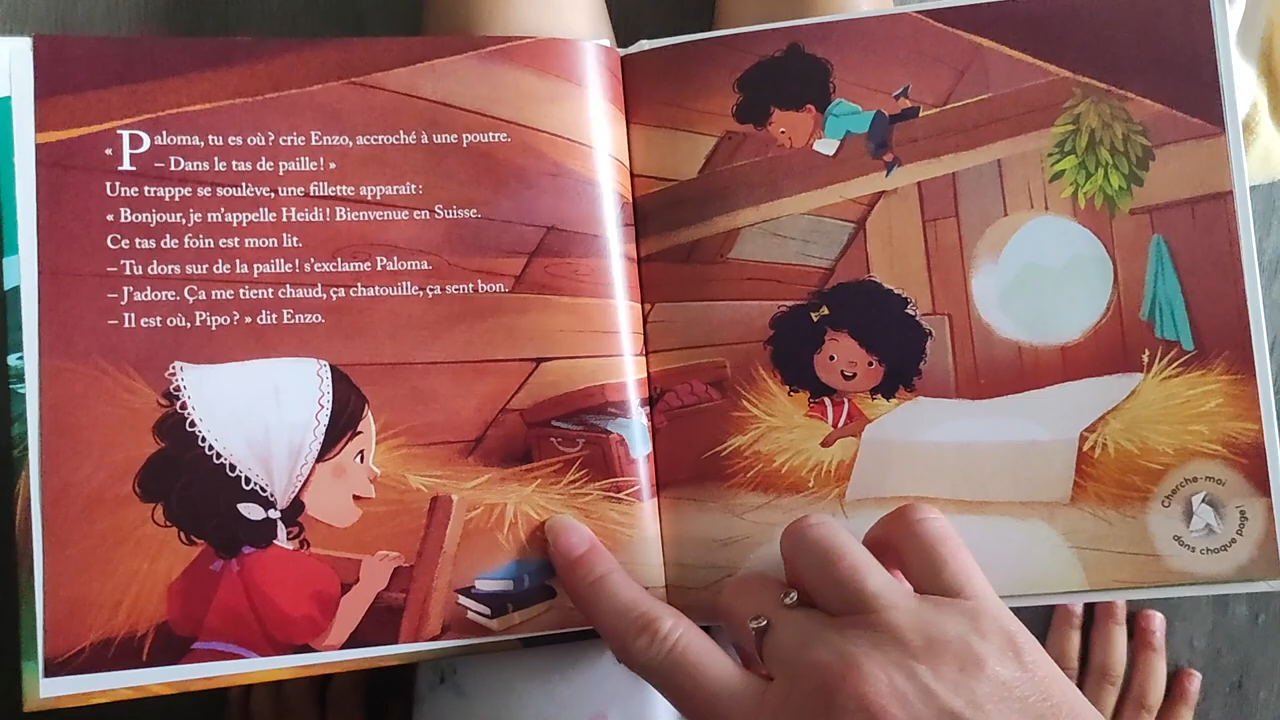 « Paloma, tu es où ? crie Enzo, accroché à une poutre.
– Dans le tas de paille ! »
Une trappe se soulève, une fillette apparaît :
« Bonjour, je m'appelle Heidi ! Bienvenue en Suisse.
Ce tas de foin est mon lit.
– Tu dors sur de la paille ! s'exclame Paloma.
– J'adore. Ça me tient chaud, ça chatouille, ça sent bon.
– Il est où, Pipo ? » dit Enzo.
Cherche-moi
dans chaque page !